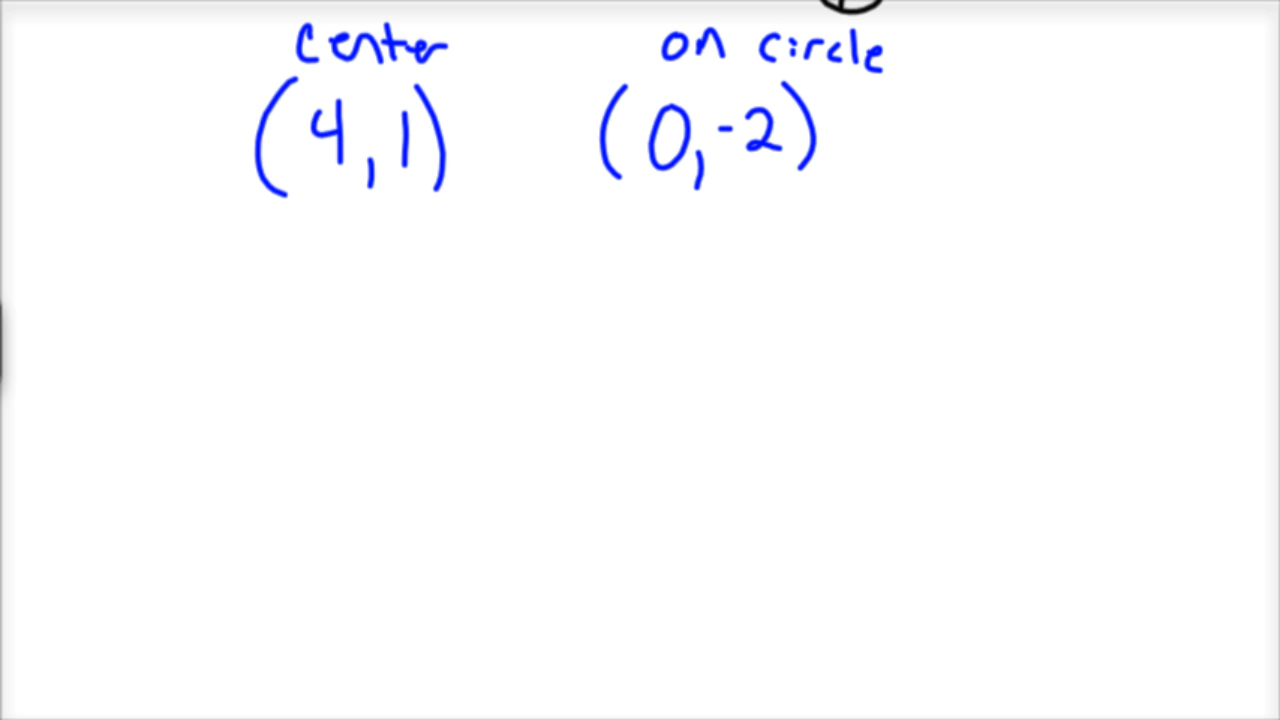 center on circle
(4,1) (0,-2)